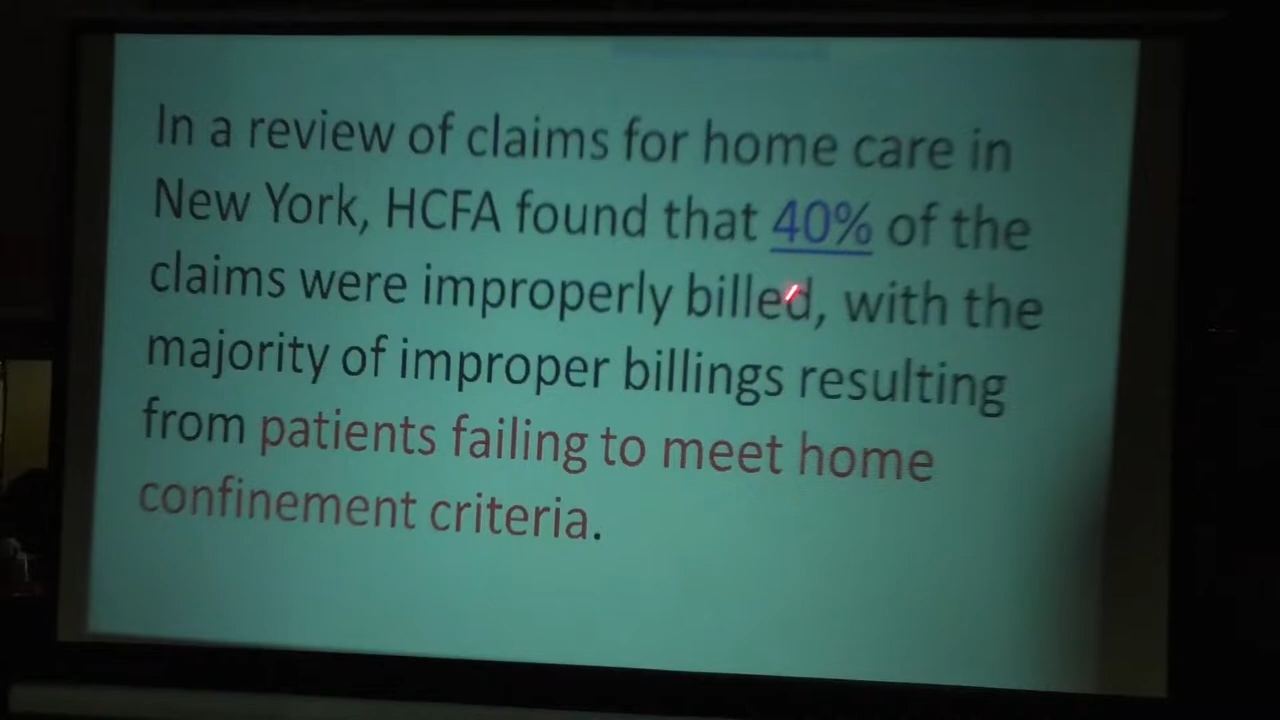 In a review of claims for home care in
New York, HCFA found that 40% of the
claims were improperly billed, with the
majority of improper billings resulting
from patients failing to meet home
confinement criteria.